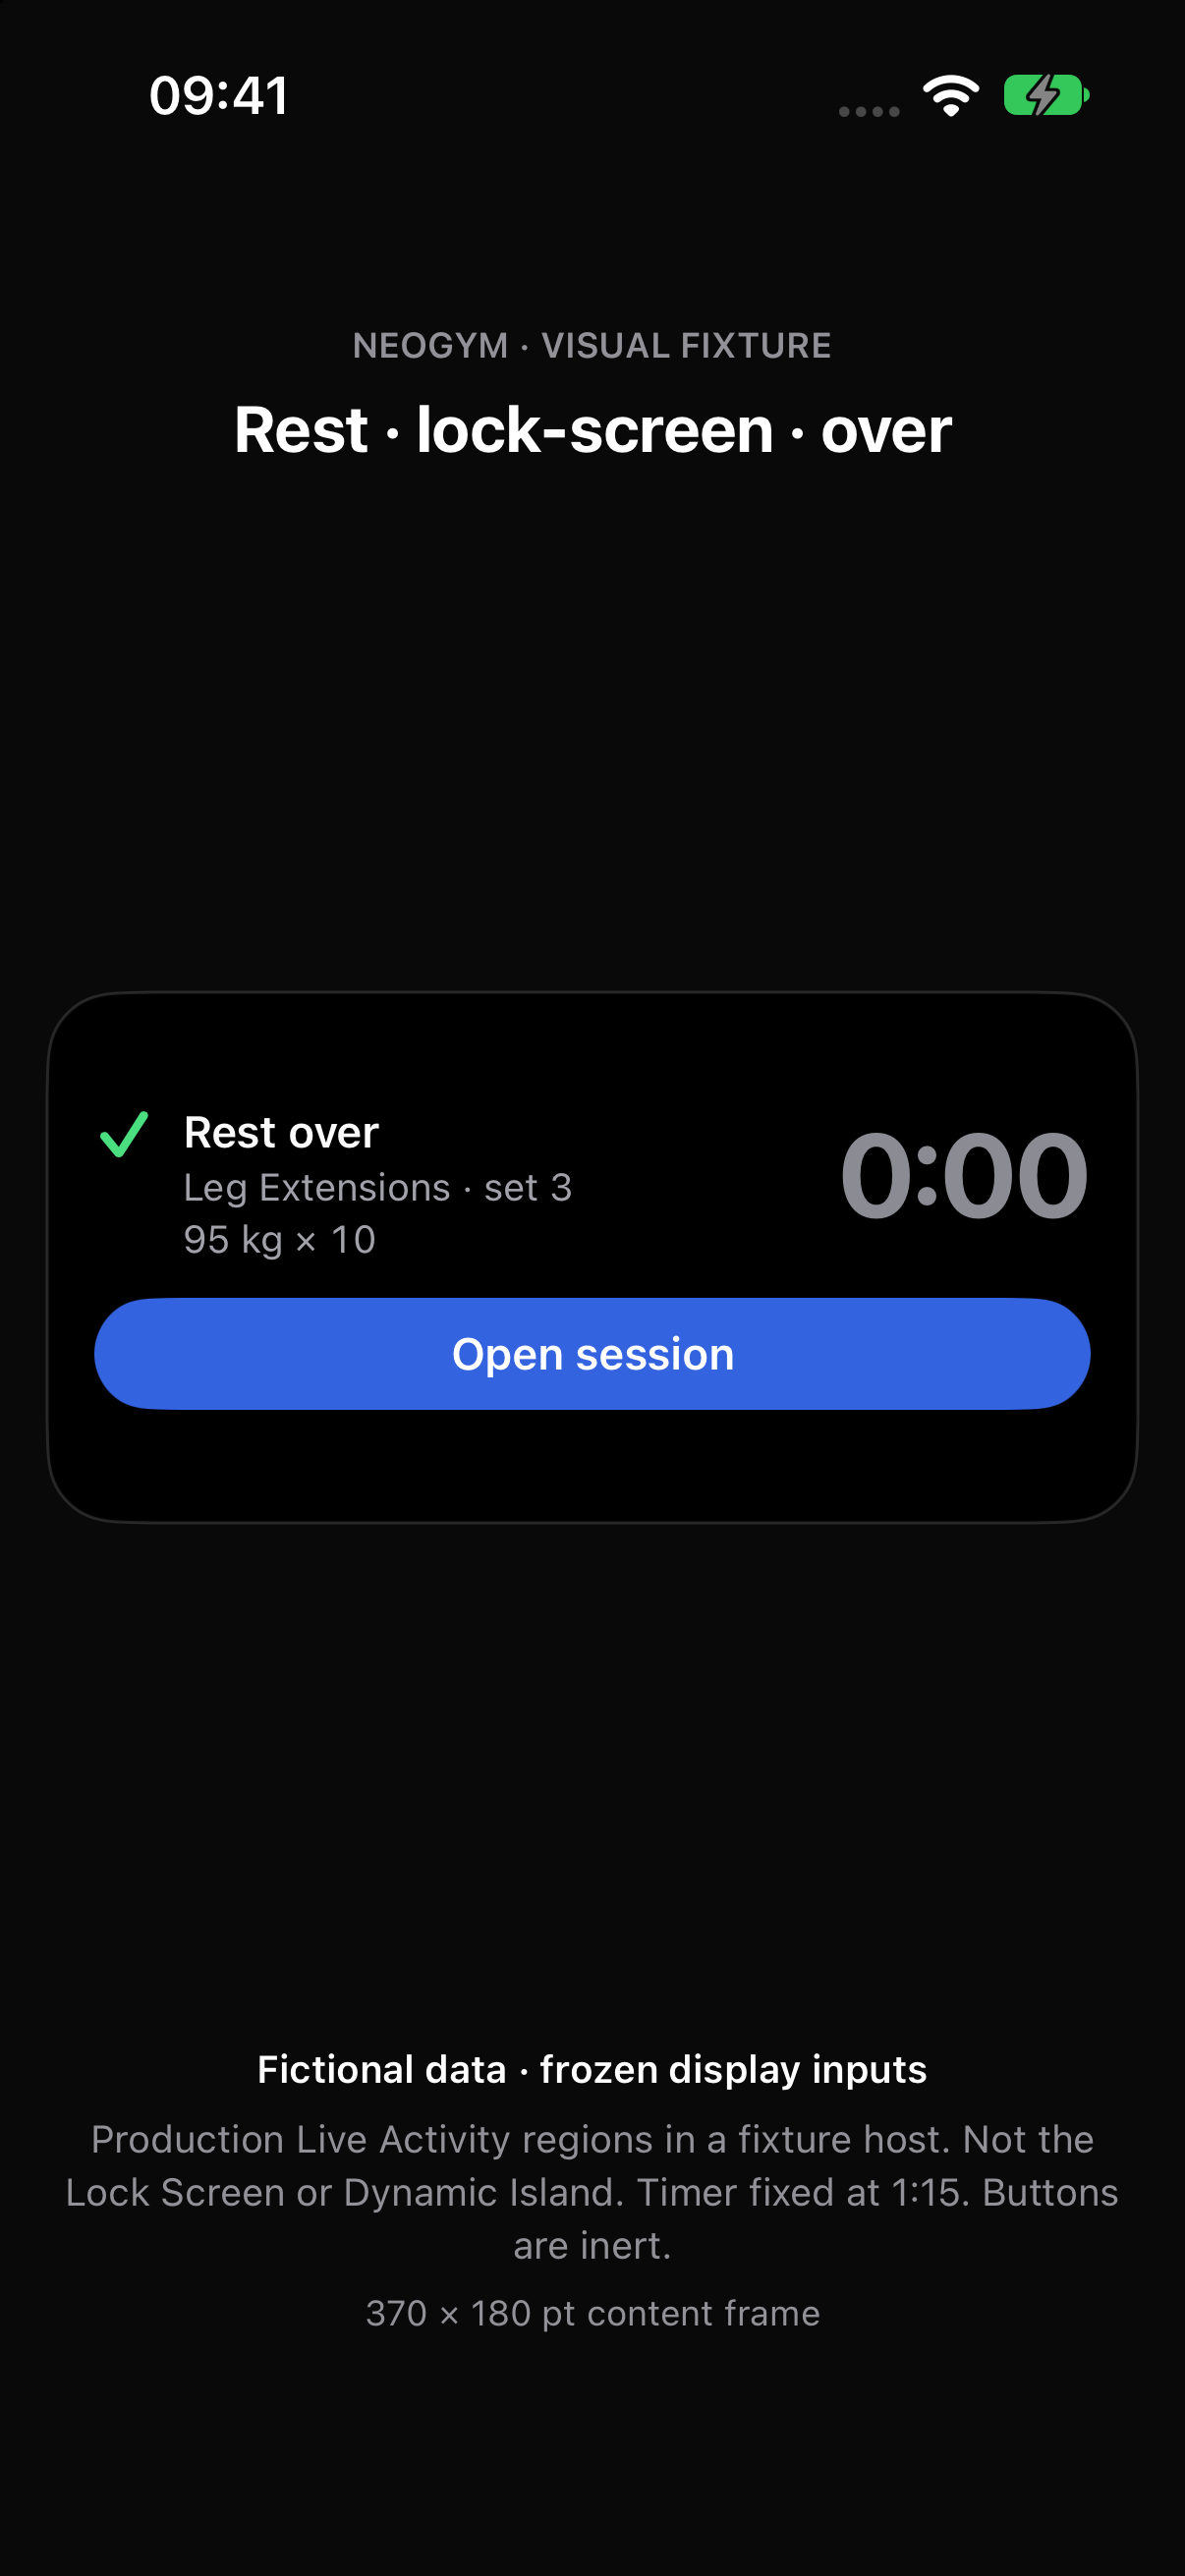 09:41
NEOGYM · VISUAL FIXTURE
Rest · lock-screen · over
Rest over
Leg Extensions · set 3
95 kg × 10
0:00
Open session
Fictional data · frozen display inputs
Production Live Activity regions in a fixture host. Not the
Lock Screen or Dynamic Island. Timer fixed at 1:15. Buttons
are inert.
370 × 180 pt content frame